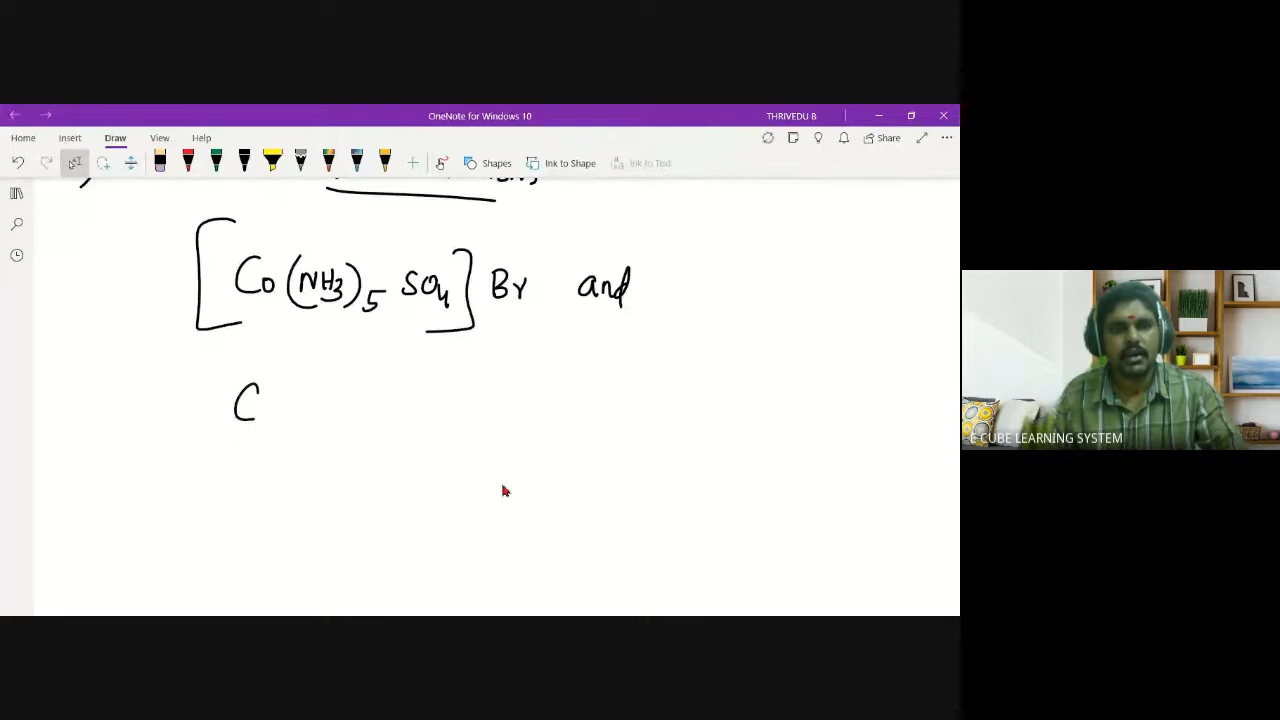 OneNote for Windows 10
THRIVEDU B
Home Insert Draw View Help
Share
Shapes Ink to Shape Ink to Text
[Co(NH3)5 SO4] Br and
C
E CUBE LEARNING SYSTEM